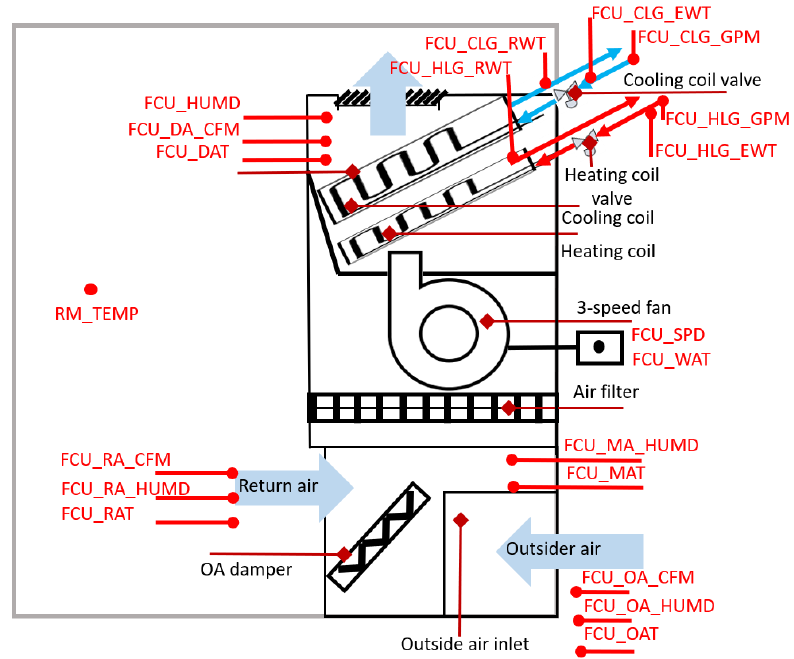 FCU_CLG_EWT
FCU_CLG_RWT
FCU_CLG_GPM
FCU_HLG_RWT
Cooling coil valve
FCU_HUMD
FCU_HLG_GPM
FCU_DA_CFM
FCU_DAT
FCU_HLG_EWT
Heating coil
valve
Cooling coil
Heating coil
RM_TEMP
3-speed fan
FCU_SPD
FCU_WAT
Air filter
FCU_MA_HUMD
FCU_RA_CFM
FCU_MAT
FCU_RA_HUMD
Return air
FCU_RAT
Outsider air
OA damper
FCU_OA_CFM
FCU_OA_HUMD
FCU_OAT
Outside air inlet